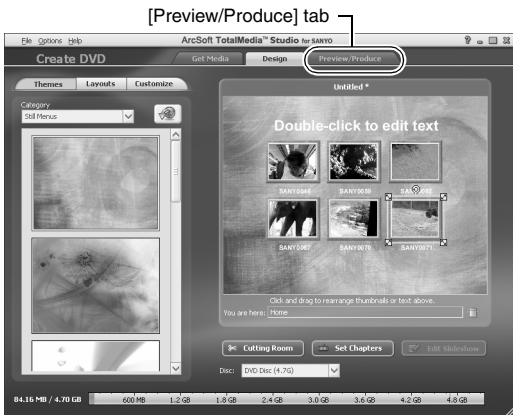 [Preview/Produce] tab
File Options Help
ArcSoft TotalMedia™ Studio for SANYO
Create DVD
Get Media
Design
Preview/Produce
Themes
Layouts
Customize
Category
Still Menus
Untitled *
Double-click to edit text
SANY0046
SANY0059
SANY0062
SANY0067
SANY0070
SANY0071
Click and drag to rearrange thumbnails or text above.
You are here: Home
Cutting Room
Set Chapters
Edit Slideshow
Disc: DVD Disc (4.7G)
84.16 MB / 4.70 GB
600 MB 1.2 GB 1.8 GB 2.4 GB 3.0 GB 3.6 GB 4.2 GB 4.8 GB